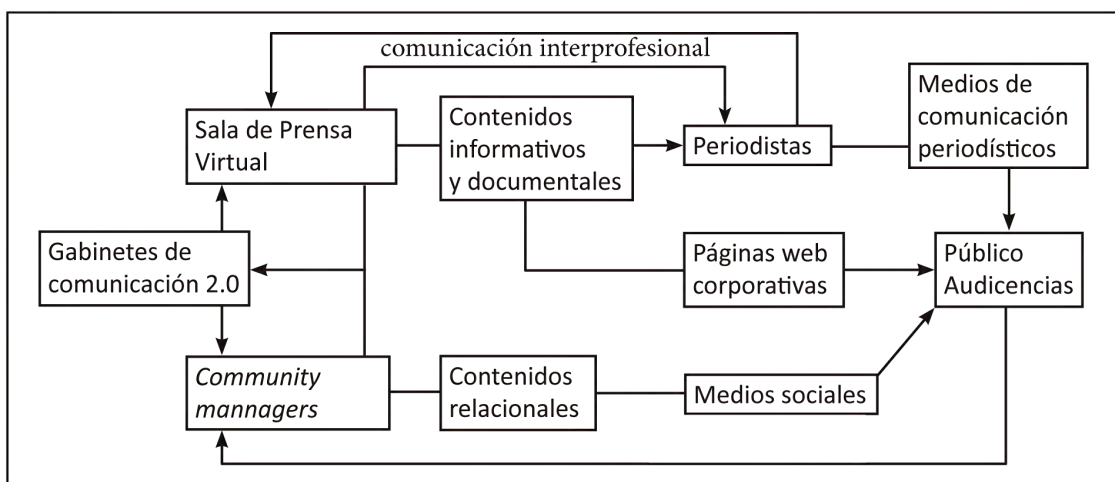 comunicación interprofesional
Sala de Prensa
Virtual
Contenidos
informativos
y documentales
Periodistas
Medios de
comunicación
periodísticos
Gabinetes de
comunicación 2.0
Páginas web
corporativas
Público
Audicencias
Community
mannagers
Contenidos
relacionales
Medios sociales